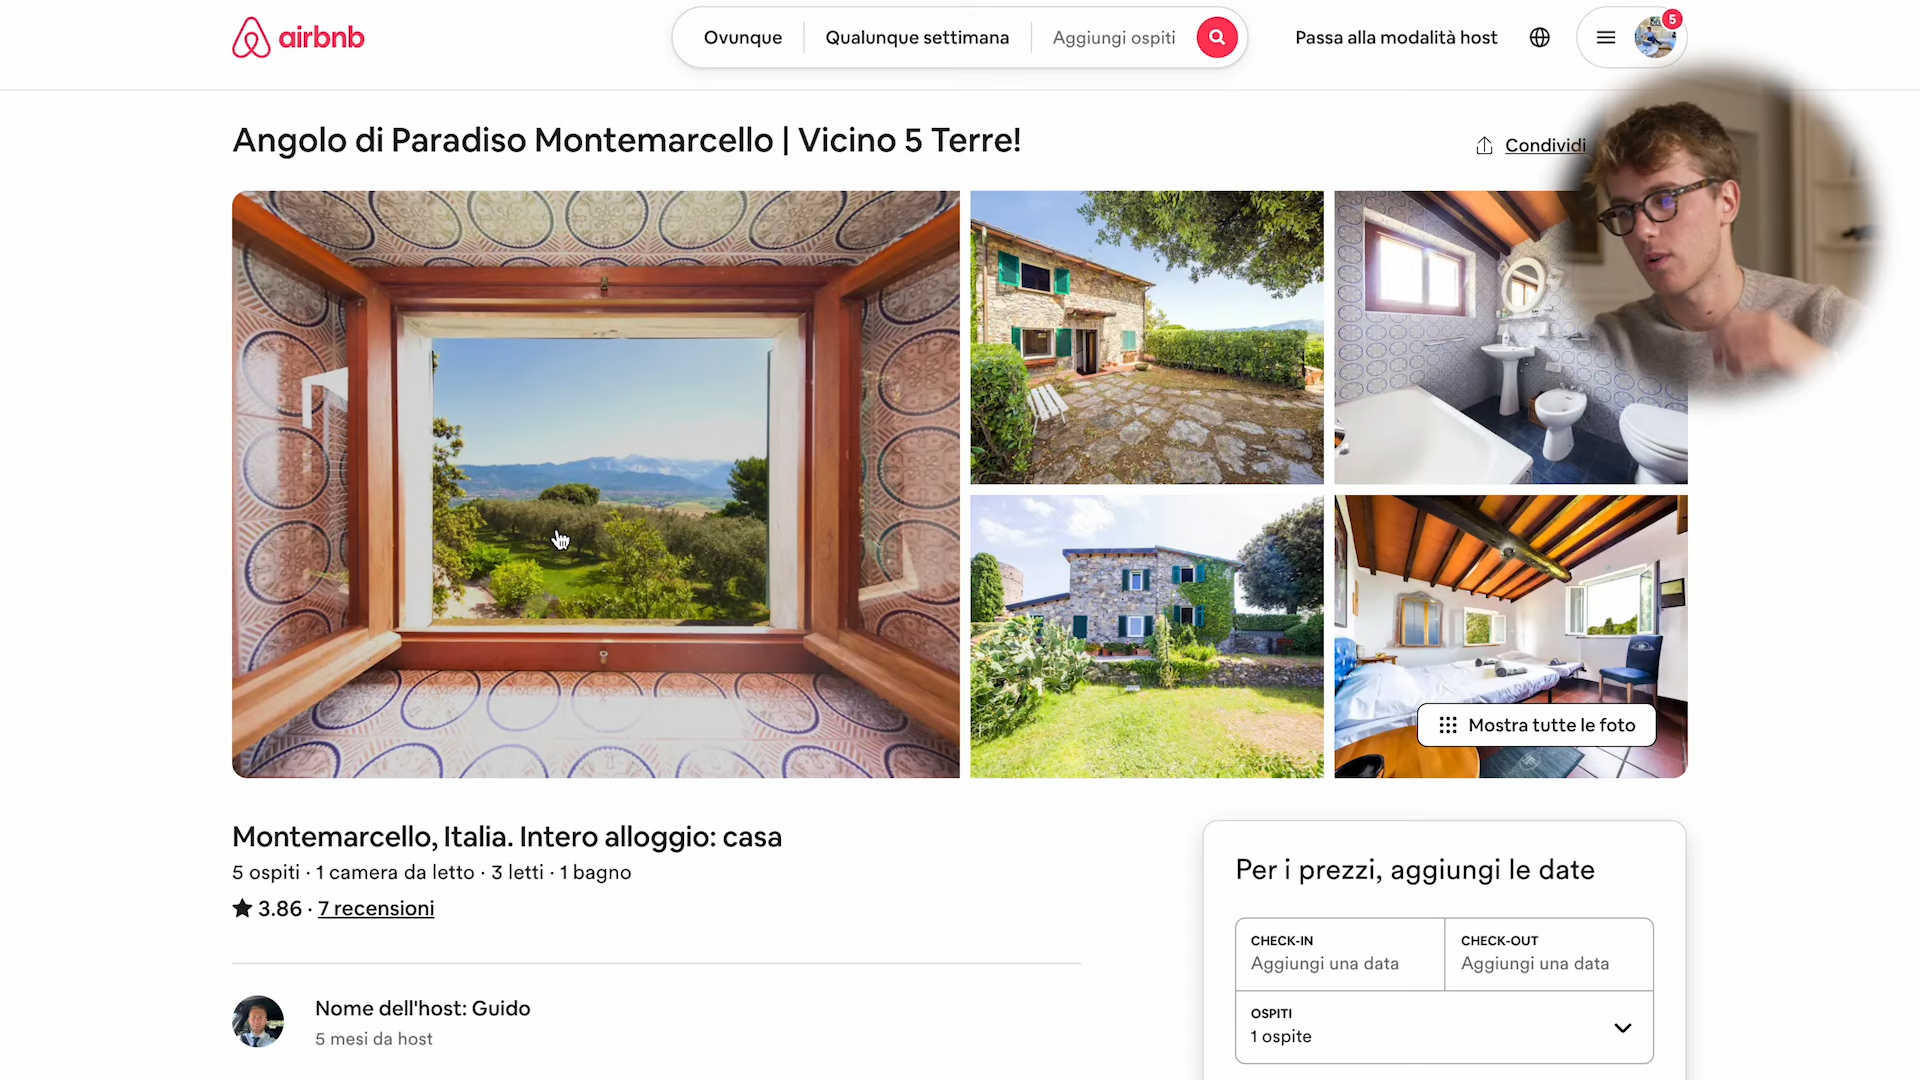 airbnb
Ovunque
Qualunque settimana
Aggiungi ospiti
Passa alla modalità host
5
Angolo di Paradiso Montemarcello | Vicino 5 Terre!
Condividi
Mostra tutte le foto
Montemarcello, Italia. Intero alloggio: casa
5 ospiti · 1 camera da letto · 3 letti · 1 bagno
3.86 · 7 recensioni
Nome dell'host: Guido
5 mesi da host
Per i prezzi, aggiungi le date
CHECK-IN
Aggiungi una data
CHECK-OUT
Aggiungi una data
OSPITI
1 ospite